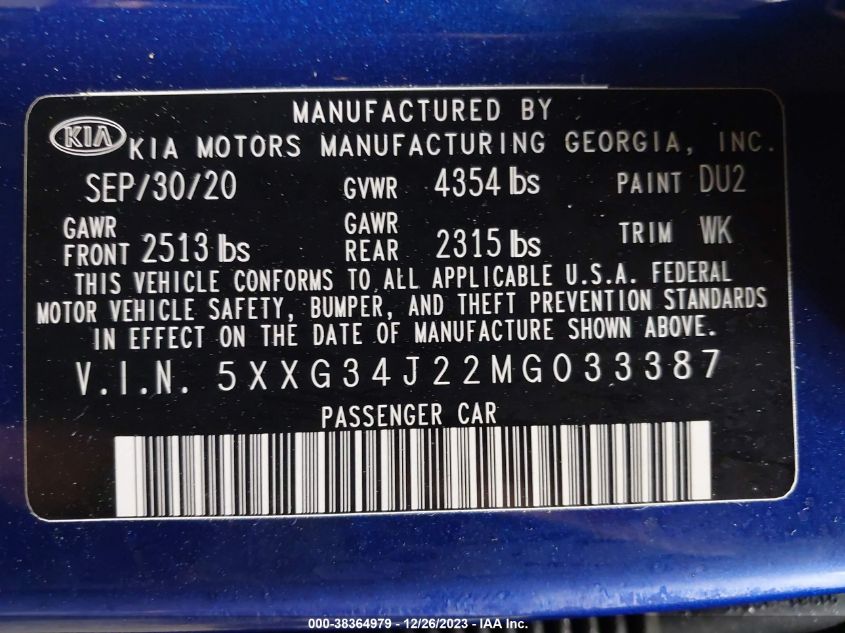 MANUFACTURED BY
KIA KIA MOTORS MANUFACTURING GEORGIA, INC.
SEP/30/20 GVWR 4354 lbs PAINT DU2
GAWR FRONT 2513 lbs GAWR REAR 2315 lbs TRIM WK
THIS VEHICLE CONFORMS TO ALL APPLICABLE U.S.A. FEDERAL
MOTOR VEHICLE SAFETY, BUMPER, AND THEFT PREVENTION STANDARDS
IN EFFECT ON THE DATE OF MANUFACTURE SHOWN ABOVE.
V.I.N. 5XXG34J22MG033387
PASSENGER CAR
000-38364979 - 12/26/2023 - IAA Inc.